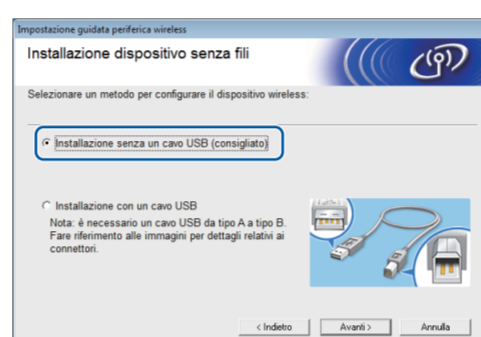 Impostazione guidata periferica wireless
Installazione dispositivo senza fili
Selezionare un metodo per configurare il dispositivo wireless:
Installazione senza un cavo USB (consigliato)
Installazione con un cavo USB
Nota: è necessario un cavo USB da tipo A a tipo B.
Fare riferimento alle immagini per dettagli relativi ai
connettori.
< Indietro Avanti > Annulla